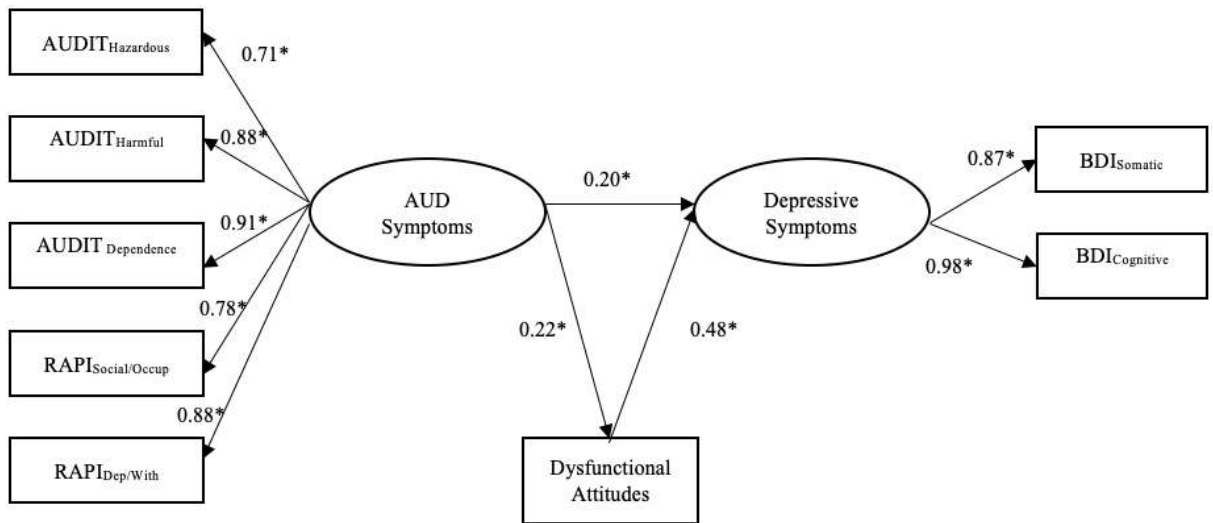 AUDITHazardous
0.71*
AUDITHarmful
0.88*
AUDIT Dependence
0.91*
RAPISocial/Occup
0.78*
RAPIDep/With
0.88*
AUD
Symptoms
0.20*
0.22*
Dysfunctional
Attitudes
0.48*
Depressive
Symptoms
0.87*
BDISomatic
0.98*
BDICognitive